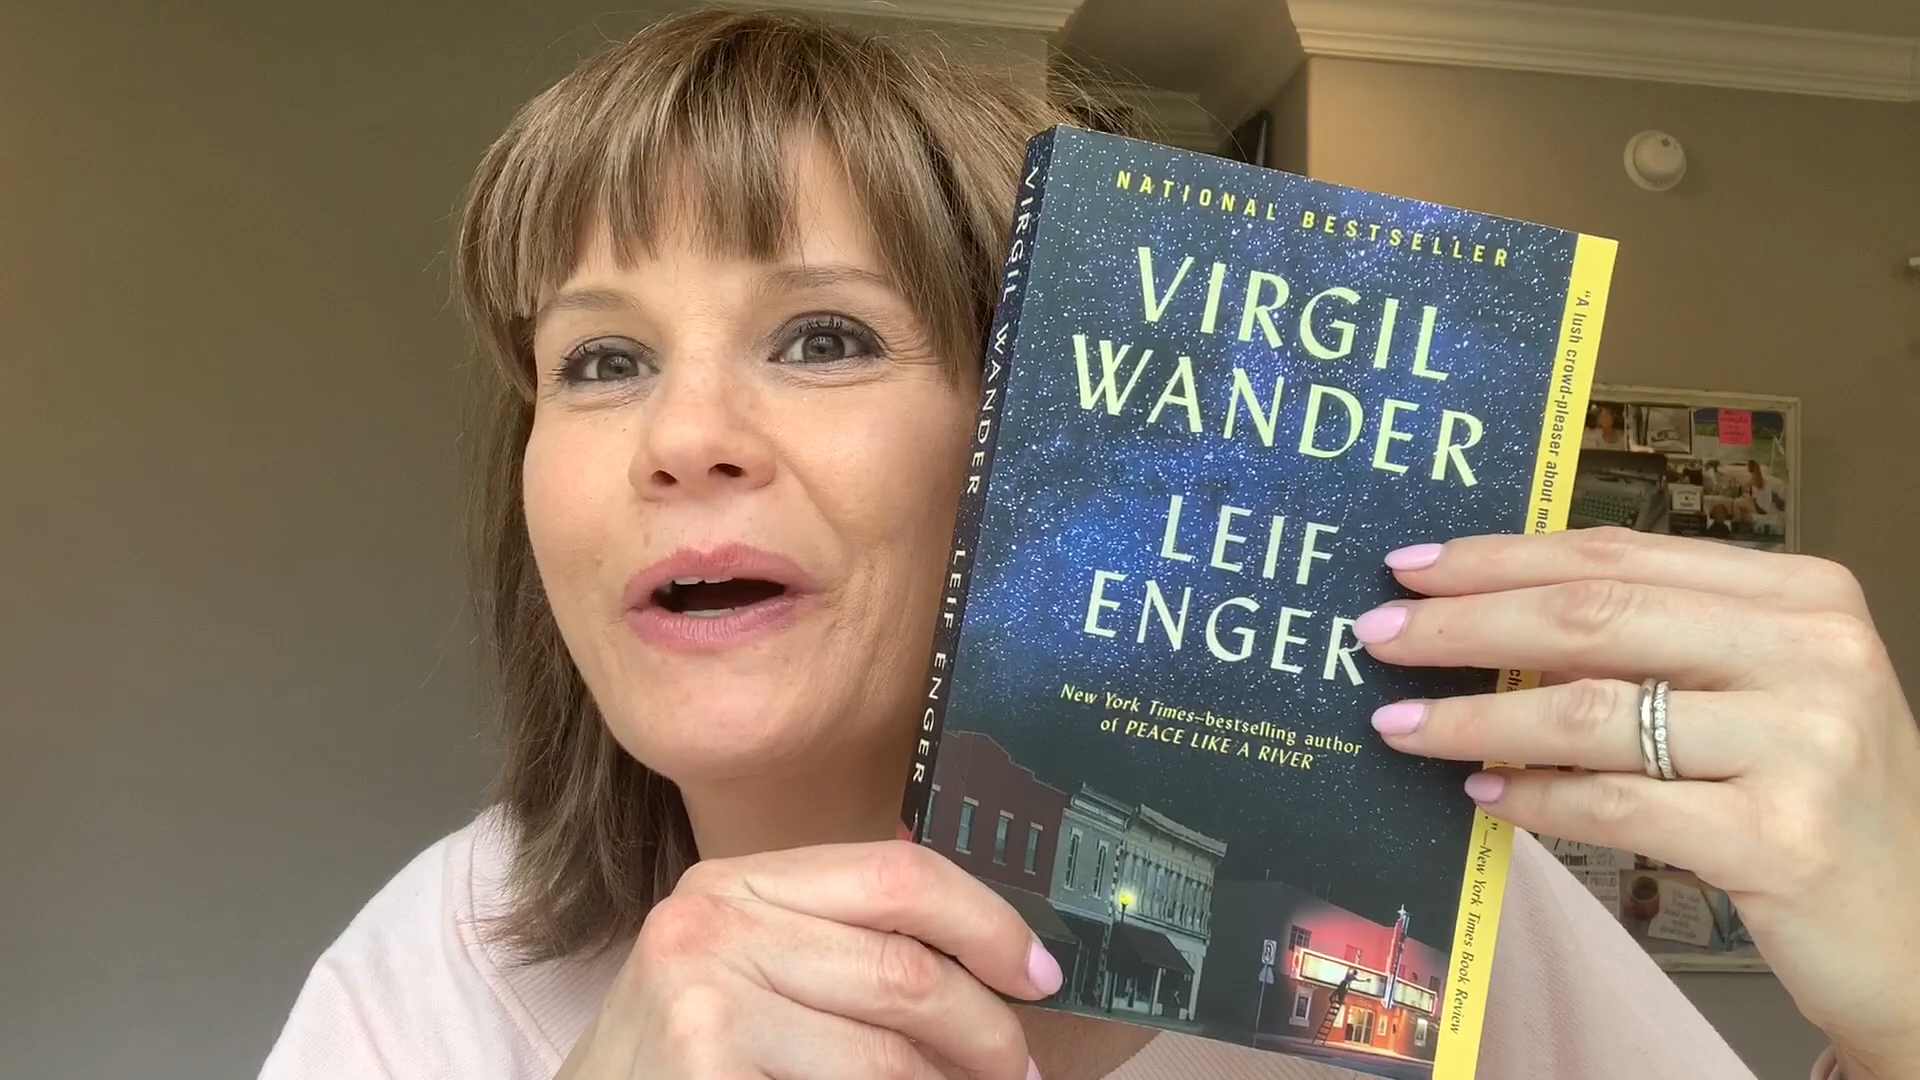 NATIONAL BESTSELLER
VIRGIL
WANDER
LEIF
ENGER
New York Times–bestselling author
of PEACE LIKE A RIVER
VIRGIL WANDER LEIF ENGER
"A lush crowd-pleaser about
." —New York Times Book Review